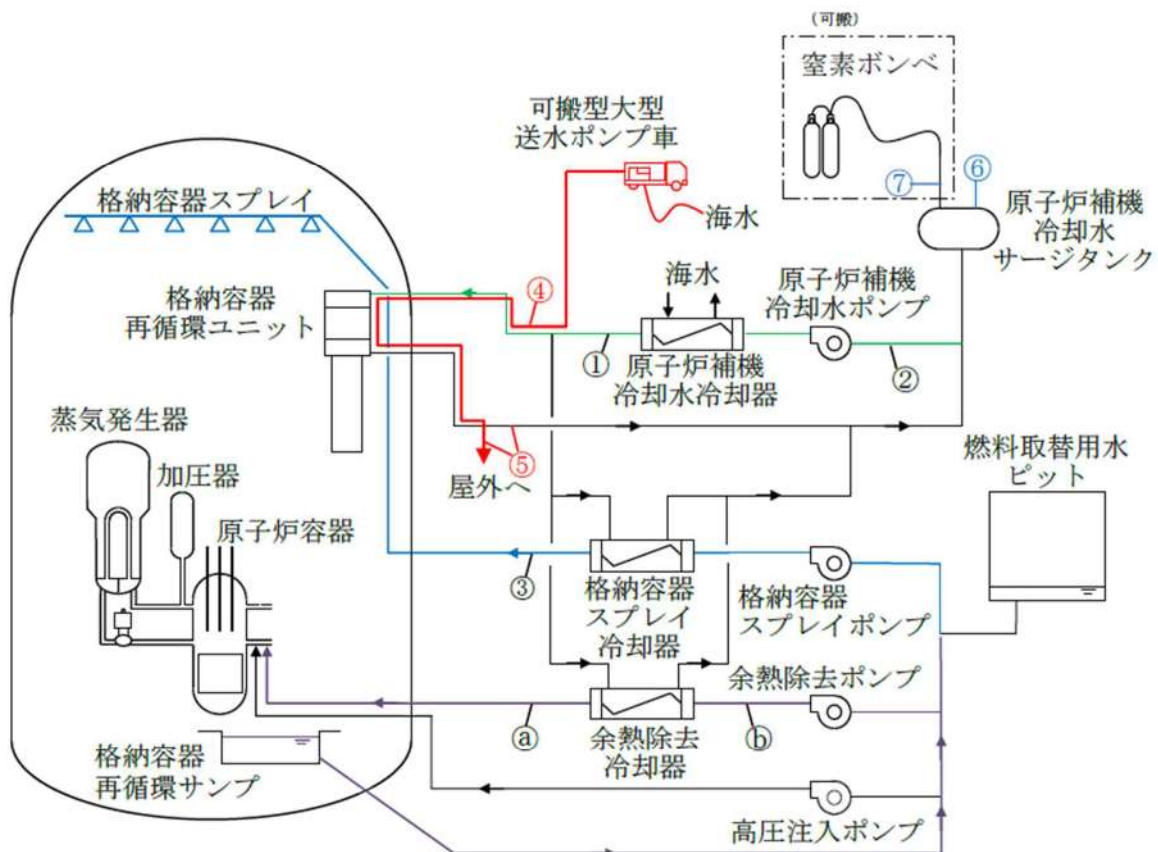 (可搬)
窒素ボンベ
可搬型大型
送水ポンプ車
海水
⑦
⑥
原子炉補機
冷却水
サージタンク
格納容器スプレイ
格納容器
再循環ユニット
④
海水
原子炉補機
冷却水ポンプ
①
②
原子炉補機
冷却水冷却器
⑤
屋外へ
蒸気発生器
加圧器
原子炉容器
燃料取替用水
ピット
③
格納容器
スプレイ
冷却器
格納容器
スプレイポンプ
余熱除去ポンプ
ⓐ
ⓑ
余熱除去
冷却器
格納容器
再循環サンプ
高圧注入ポンプ